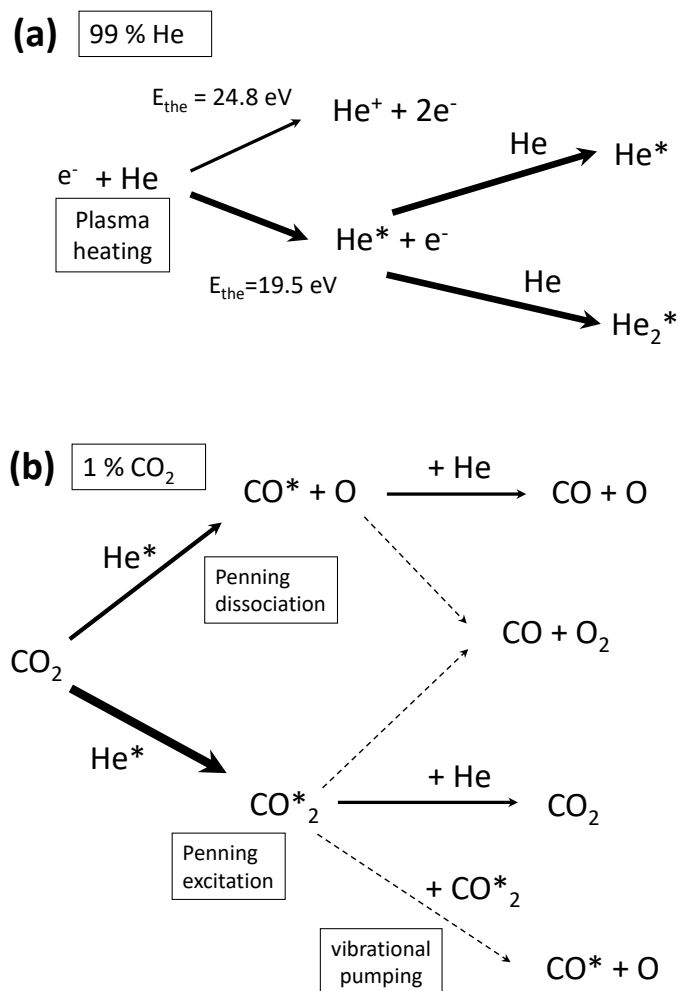 (a) 99 % He
E_the = 24.8 eV
He⁺ + 2e⁻
He
He*
e⁻ + He
Plasma
heating
He* + e⁻
E_the=19.5 eV
He
He₂*
(b) 1 % CO₂
CO* + O
+ He
CO + O
He*
Penning
dissociation
CO + O₂
CO₂
He*
+ He
CO*₂
CO₂
Penning
excitation
+ CO*₂
vibrational
pumping
CO* + O